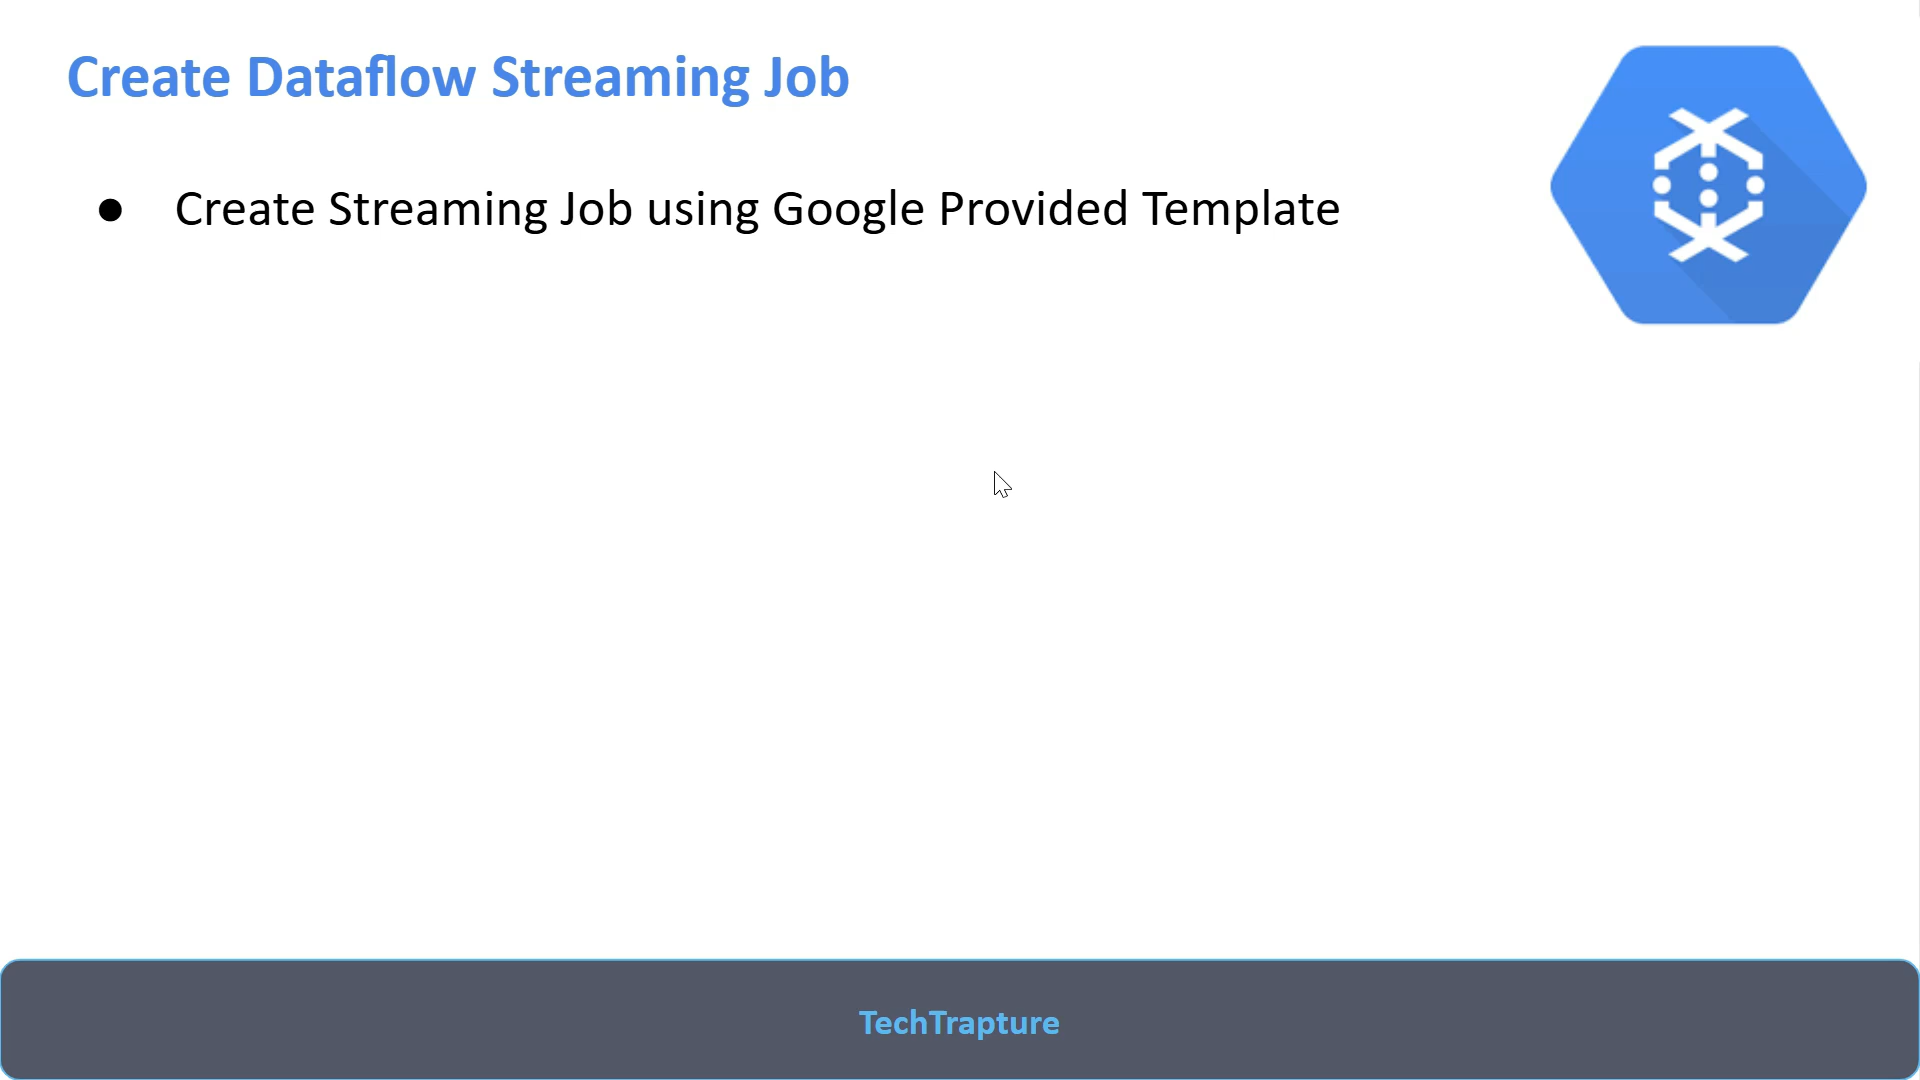 Create Dataflow Streaming Job
● Create Streaming Job using Google Provided Template
TechTrapture